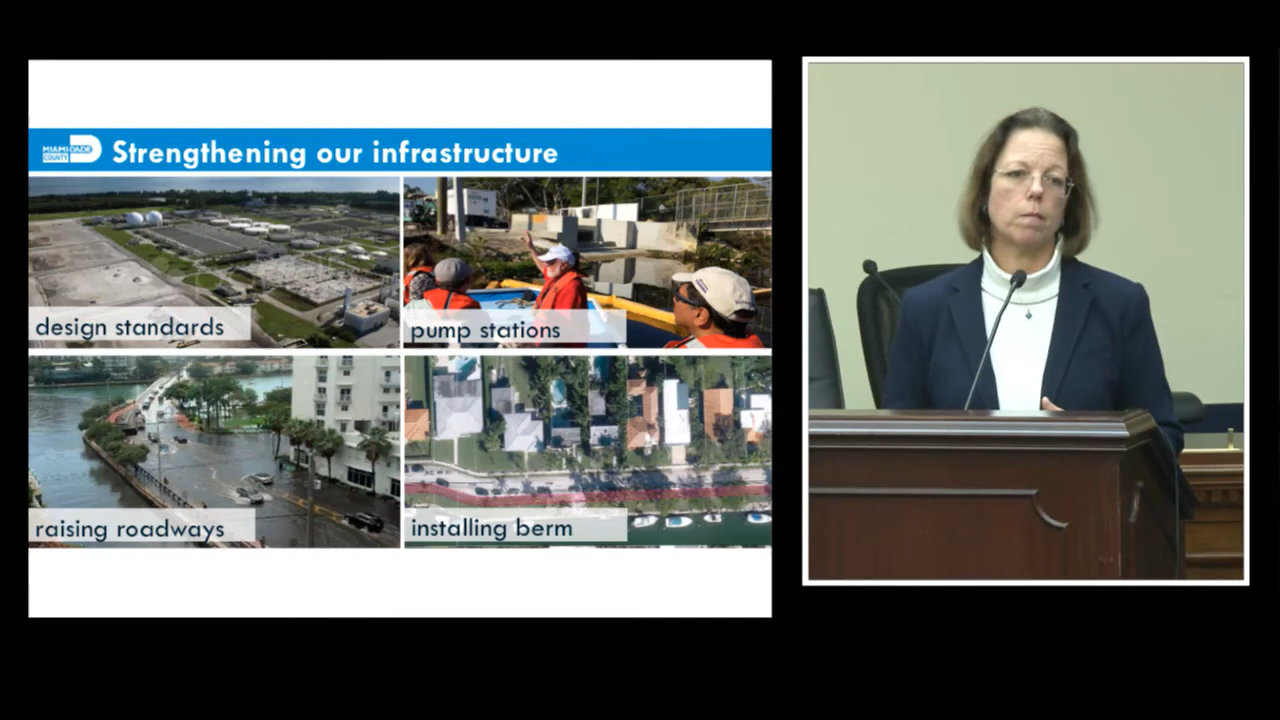 MIAMI-DADE
COUNTY
Strengthening our infrastructure
design standards
pump stations
raising roadways
installing berm